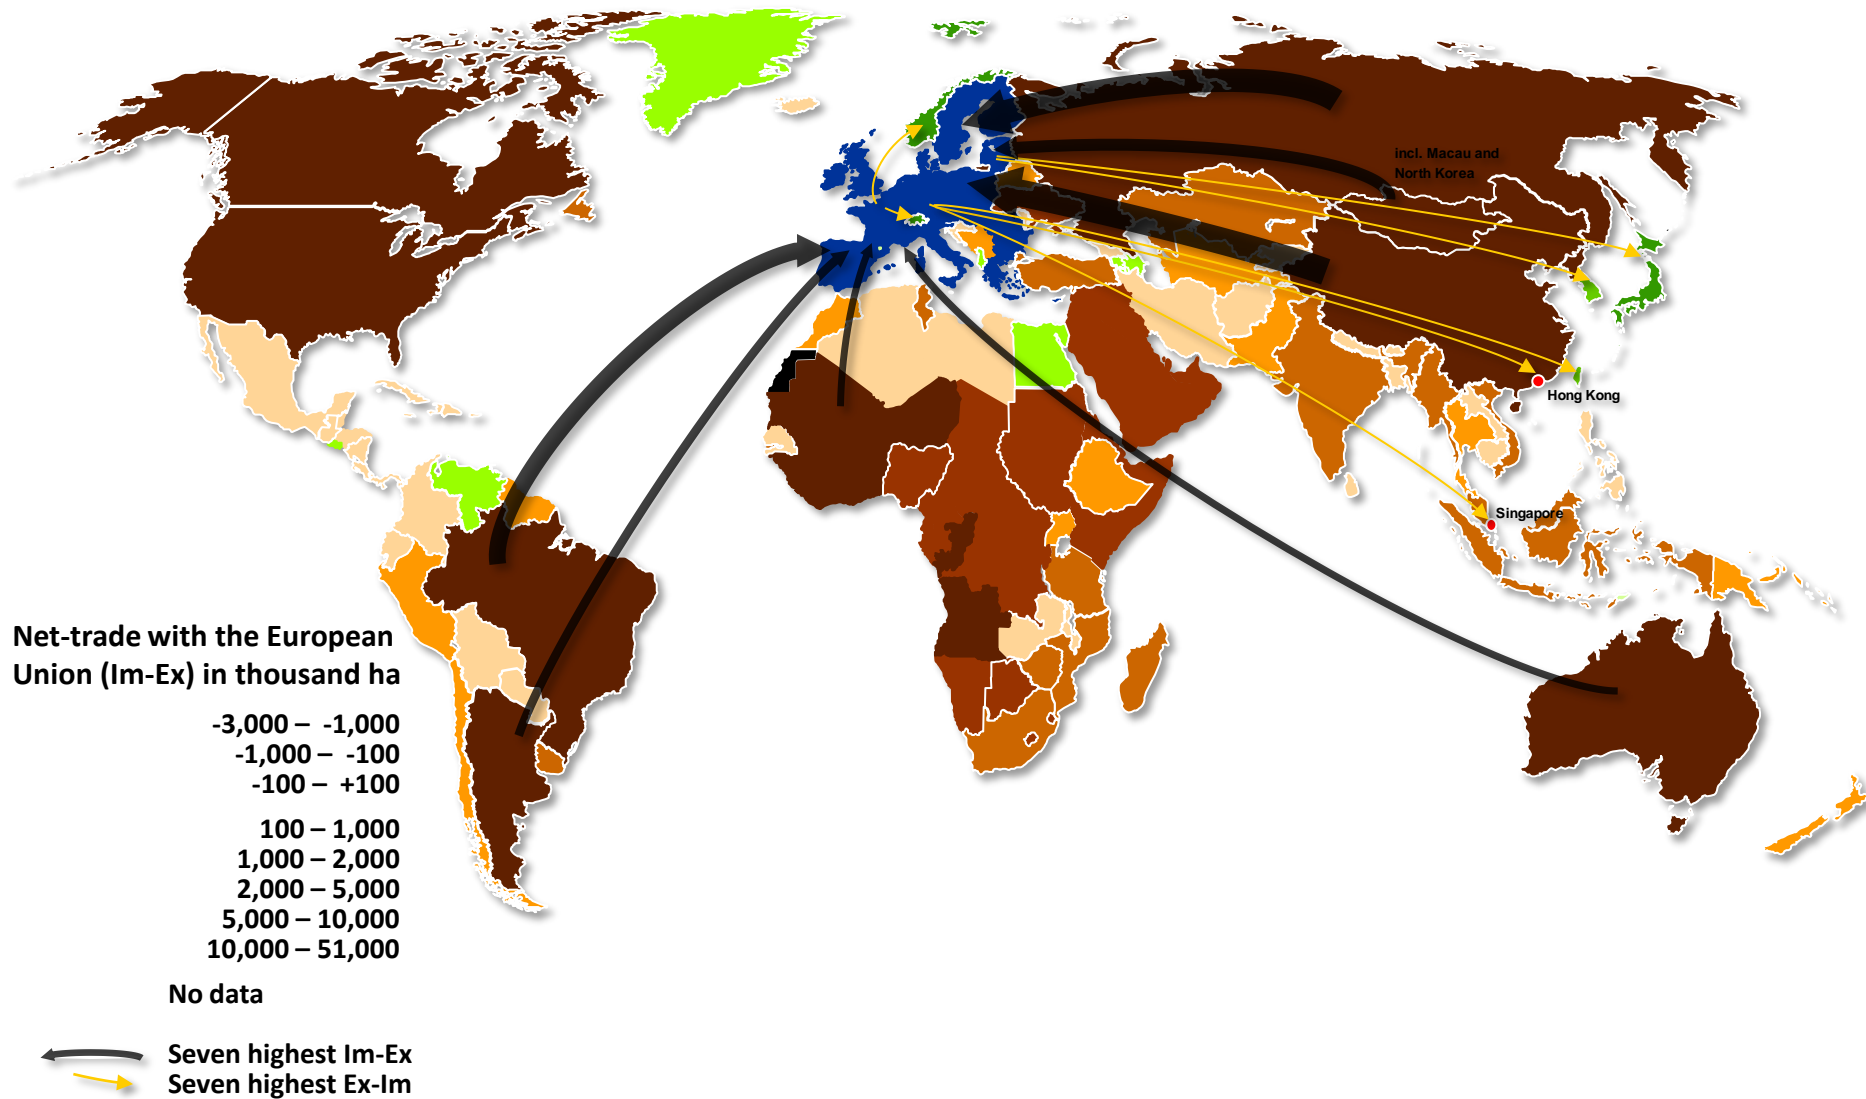 incl. Macau and
North Korea
Hong Kong
Singapore
Net-trade with the European
Union (Im-Ex) in thousand ha
-3,000 – -1,000
-1,000 – -100
-100 – +100
100 – 1,000
1,000 – 2,000
2,000 – 5,000
5,000 – 10,000
10,000 – 51,000
No data
Seven highest Im-Ex
Seven highest Ex-Im